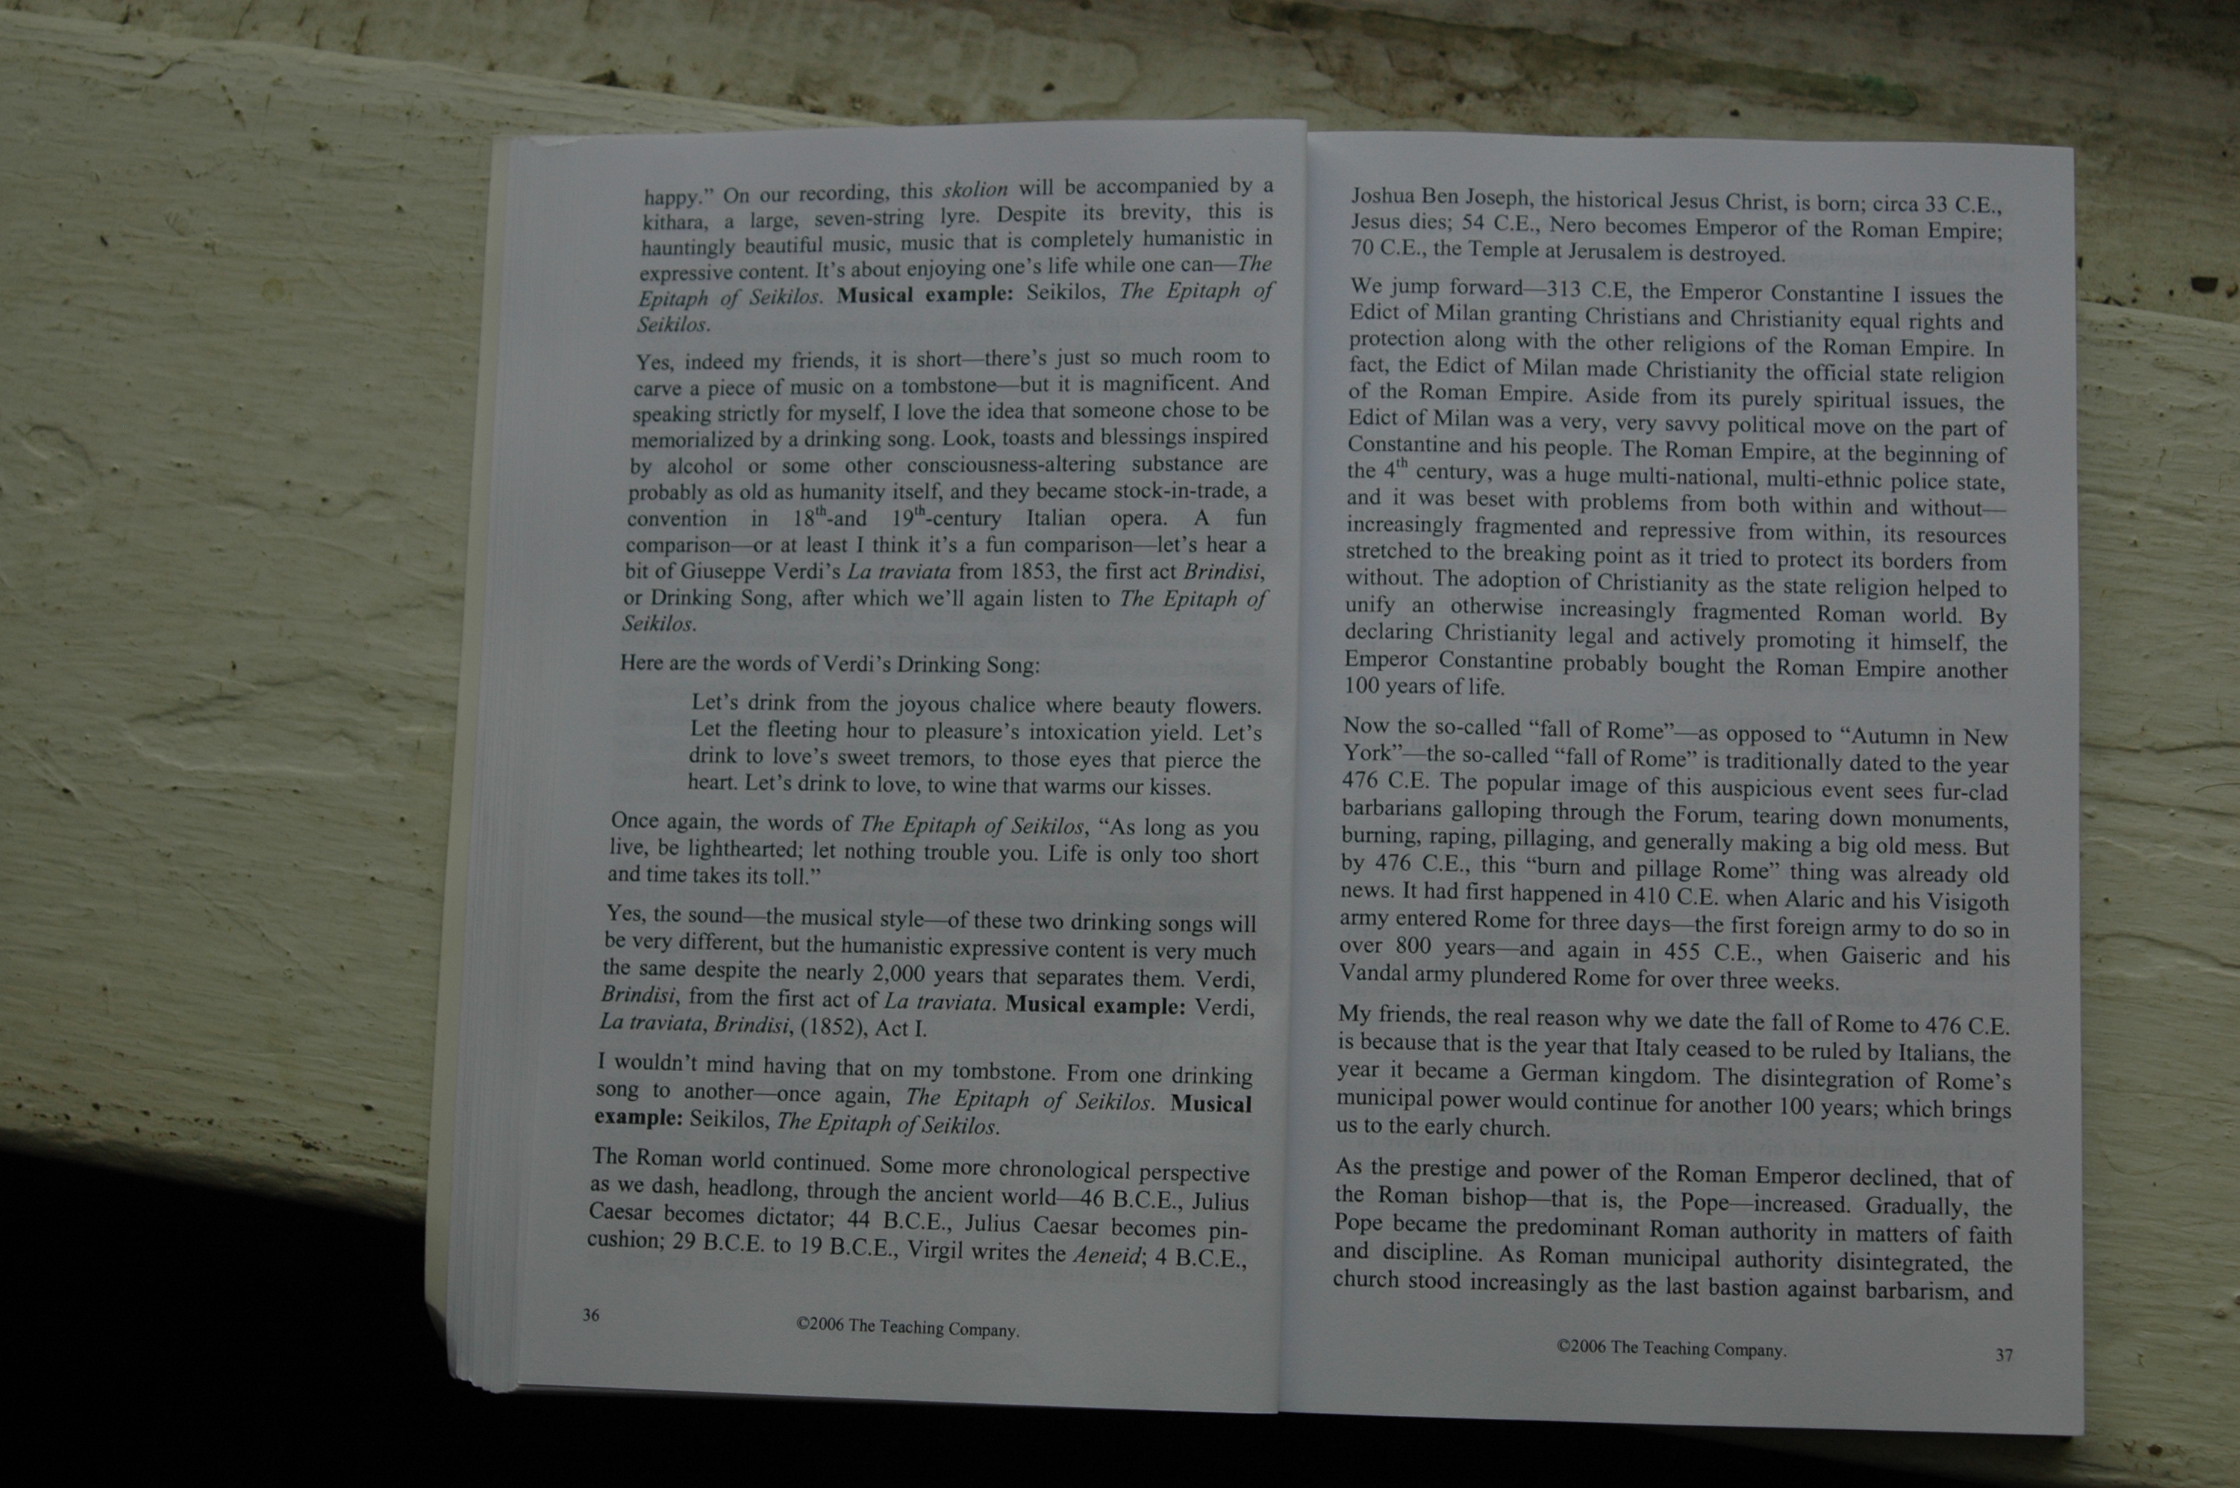 happy.” On our recording, this skolion will be accompanied by a
kithara, a large, seven-string lyre. Despite its brevity, this is
hauntingly beautiful music, music that is completely humanistic in
expressive content. It’s about enjoying one’s life while one can—The
Epitaph of Seikilos. Musical example: Seikilos, The Epitaph of
Seikilos.
Yes, indeed my friends, it is short—there’s just so much room to
carve a piece of music on a tombstone—but it is magnificent. And
speaking strictly for myself, I love the idea that someone chose to be
memorialized by a drinking song. Look, toasts and blessings inspired
by alcohol or some other consciousness-altering substance are
probably as old as humanity itself, and they became stock-in-trade, a
convention in 18th-and 19th-century Italian opera. A fun
comparison—or at least I think it’s a fun comparison—let’s hear a
bit of Giuseppe Verdi’s La traviata from 1853, the first act Brindisi,
or Drinking Song, after which we’ll again listen to The Epitaph of
Seikilos.
Here are the words of Verdi’s Drinking Song:
Let’s drink from the joyous chalice where beauty flowers.
Let the fleeting hour to pleasure’s intoxication yield. Let’s
drink to love’s sweet tremors, to those eyes that pierce the
heart. Let’s drink to love, to wine that warms our kisses.
Once again, the words of The Epitaph of Seikilos, “As long as you
live, be lighthearted; let nothing trouble you. Life is only too short
and time takes its toll.”
Yes, the sound—the musical style—of these two drinking songs will
be very different, but the humanistic expressive content is very much
the same despite the nearly 2,000 years that separates them. Verdi,
Brindisi, from the first act of La traviata. Musical example: Verdi,
La traviata, Brindisi, (1852), Act I.
I wouldn’t mind having that on my tombstone. From one drinking
song to another—once again, The Epitaph of Seikilos. Musical
example: Seikilos, The Epitaph of Seikilos.
The Roman world continued. Some more chronological perspective
as we dash, headlong, through the ancient world—46 B.C.E., Julius
Caesar becomes dictator; 44 B.C.E., Julius Caesar becomes pin-
cushion; 29 B.C.E. to 19 B.C.E., Virgil writes the Aeneid; 4 B.C.E.,
36
©2006 The Teaching Company.
Joshua Ben Joseph, the historical Jesus Christ, is born; circa 33 C.E.,
Jesus dies; 54 C.E., Nero becomes Emperor of the Roman Empire;
70 C.E., the Temple at Jerusalem is destroyed.
We jump forward—313 C.E, the Emperor Constantine I issues the
Edict of Milan granting Christians and Christianity equal rights and
protection along with the other religions of the Roman Empire. In
fact, the Edict of Milan made Christianity the official state religion
of the Roman Empire. Aside from its purely spiritual issues, the
Edict of Milan was a very, very savvy political move on the part of
Constantine and his people. The Roman Empire, at the beginning of
the 4th century, was a huge multi-national, multi-ethnic police state,
and it was beset with problems from both within and without—
increasingly fragmented and repressive from within, its resources
stretched to the breaking point as it tried to protect its borders from
without. The adoption of Christianity as the state religion helped to
unify an otherwise increasingly fragmented Roman world. By
declaring Christianity legal and actively promoting it himself, the
Emperor Constantine probably bought the Roman Empire another
100 years of life.
Now the so-called “fall of Rome”—as opposed to “Autumn in New
York”—the so-called “fall of Rome” is traditionally dated to the year
476 C.E. The popular image of this auspicious event sees fur-clad
barbarians galloping through the Forum, tearing down monuments,
burning, raping, pillaging, and generally making a big old mess. But
by 476 C.E., this “burn and pillage Rome” thing was already old
news. It had first happened in 410 C.E. when Alaric and his Visigoth
army entered Rome for three days—the first foreign army to do so in
over 800 years—and again in 455 C.E., when Gaiseric and his
Vandal army plundered Rome for over three weeks.
My friends, the real reason why we date the fall of Rome to 476 C.E.
is because that is the year that Italy ceased to be ruled by Italians, the
year it became a German kingdom. The disintegration of Rome’s
municipal power would continue for another 100 years; which brings
us to the early church.
As the prestige and power of the Roman Emperor declined, that of
the Roman bishop—that is, the Pope—increased. Gradually, the
Pope became the predominant Roman authority in matters of faith
and discipline. As Roman municipal authority disintegrated, the
church stood increasingly as the last bastion against barbarism, and
©2006 The Teaching Company.
37